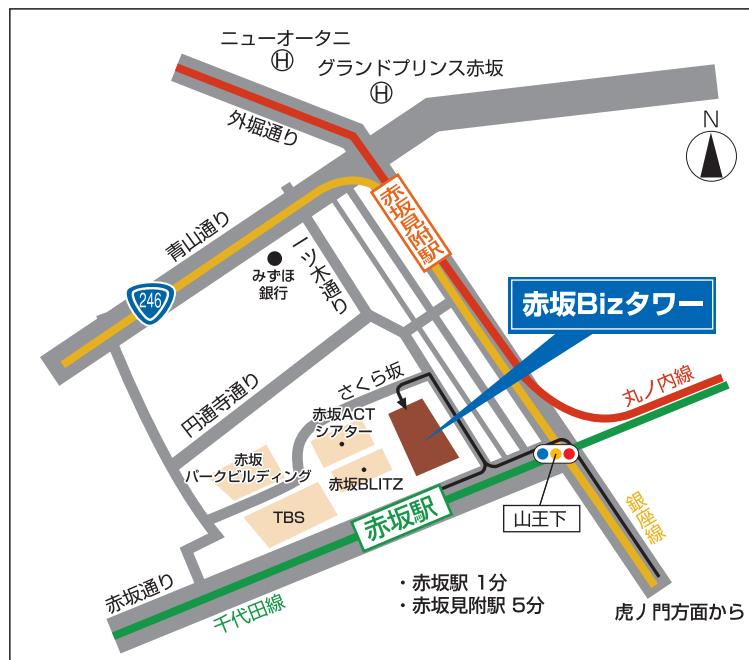 ニューオータニ
H
グランドプリンス赤坂
H
外堀通り
N
赤坂見附駅
青山通り
一ツ木通り
みずほ
銀行
246
赤坂Bizタワー
さくら坂
円通寺通り
丸ノ内線
赤坂ACT
シアター
赤坂
パークビルディング
赤坂BLITZ
TBS
赤坂駅
山王下
銀座線
赤坂通り
千代田線
・赤坂駅 1分
・赤坂見附駅 5分
虎ノ門方面から